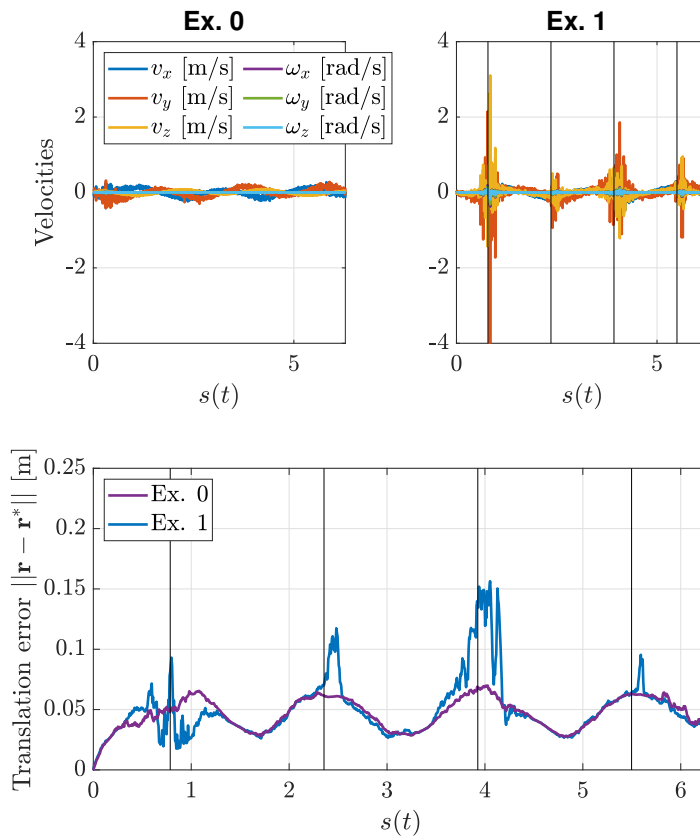 Ex. 0
Ex. 1
Velocities
4
2
0
-2
-4
v_x [m/s]
v_y [m/s]
v_z [m/s]
ω_x [rad/s]
ω_y [rad/s]
ω_z [rad/s]
0
5
s(t)
4
2
0
-2
-4
0
5
s(t)
Translation error ||r − r*|| [m]
0.25
0.2
0.15
0.1
0.05
0
Ex. 0
Ex. 1
0
1
2
3
4
5
6
s(t)